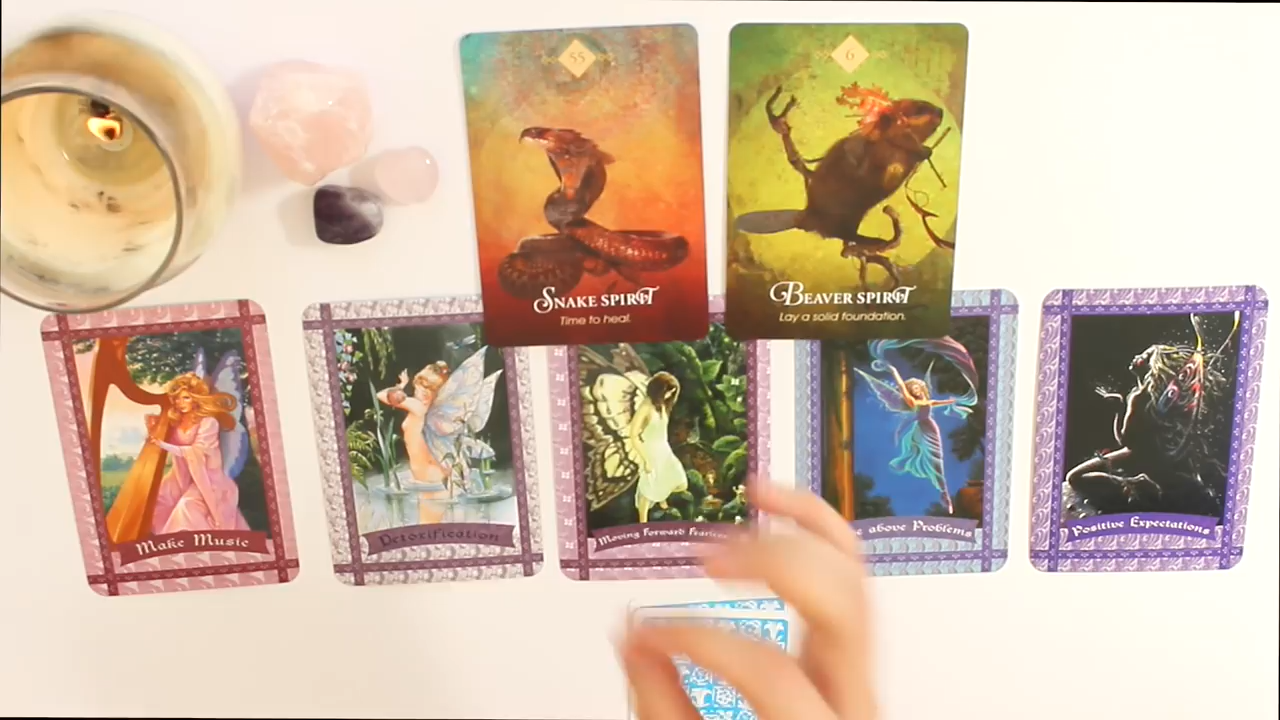 55
SNAKE SPIRIT
Time to heal.
6
BEAVER SPIRIT
Lay a solid foundation.
Make Music
Detoxification
Moving Forward
above Problems
Positive Expectations